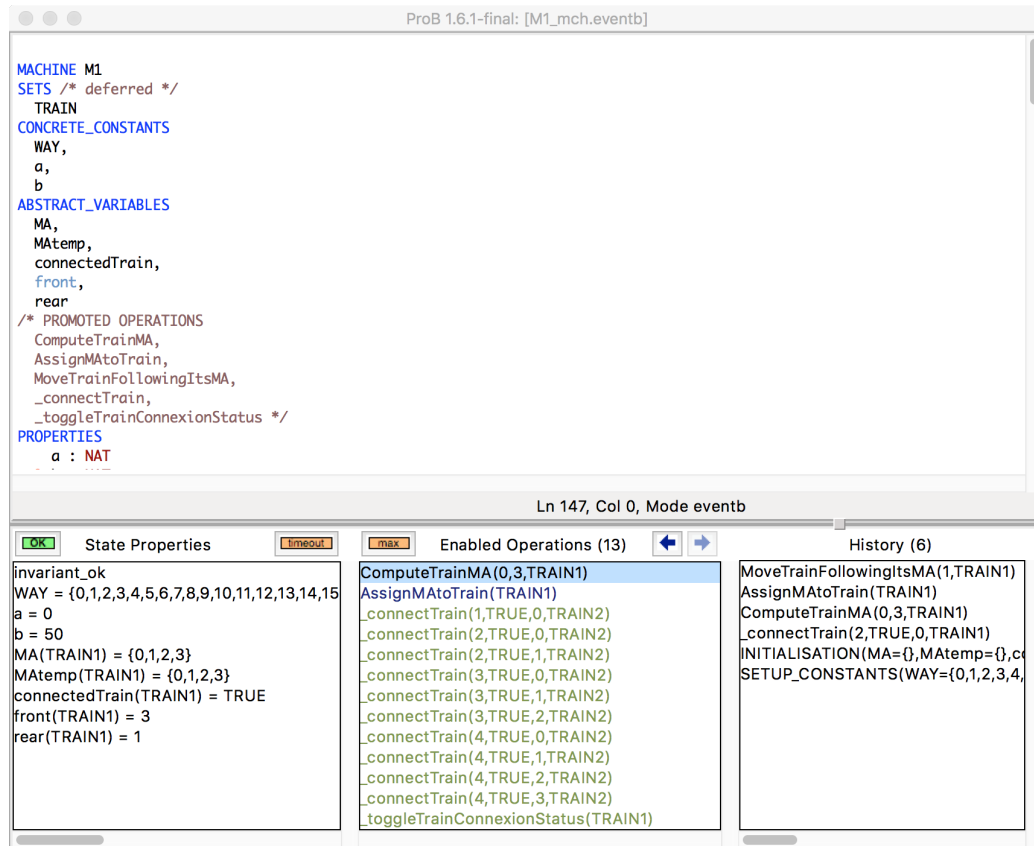 ProB 1.6.1-final: [M1_mch.eventb]
MACHINE M1
SETS /* deferred */
TRAIN
CONCRETE_CONSTANTS
WAY,
a,
b
ABSTRACT_VARIABLES
MA,
MAtemp,
connectedTrain,
front,
rear
/* PROMOTED OPERATIONS
ComputeTrainMA,
AssignMAtoTrain,
MoveTrainFollowingItsMA,
_connectTrain,
_toggleTrainConnexionStatus */
PROPERTIES
a : NAT
Ln 147, Col 0, Mode eventb
OK State Properties timeout
invariant_ok
WAY = {0,1,2,3,4,5,6,7,8,9,10,11,12,13,14,15
a = 0
b = 50
MA(TRAIN1) = {0,1,2,3}
MAtemp(TRAIN1) = {0,1,2,3}
connectedTrain(TRAIN1) = TRUE
front(TRAIN1) = 3
rear(TRAIN1) = 1
max Enabled Operations (13)
ComputeTrainMA(0,3,TRAIN1)
AssignMAtoTrain(TRAIN1)
_connectTrain(1,TRUE,0,TRAIN2)
_connectTrain(2,TRUE,0,TRAIN2)
_connectTrain(2,TRUE,1,TRAIN2)
_connectTrain(3,TRUE,0,TRAIN2)
_connectTrain(3,TRUE,1,TRAIN2)
_connectTrain(3,TRUE,2,TRAIN2)
_connectTrain(4,TRUE,0,TRAIN2)
_connectTrain(4,TRUE,1,TRAIN2)
_connectTrain(4,TRUE,2,TRAIN2)
_connectTrain(4,TRUE,3,TRAIN2)
_toggleTrainConnexionStatus(TRAIN1)
History (6)
MoveTrainFollowingItsMA(1,TRAIN1)
AssignMAtoTrain(TRAIN1)
ComputeTrainMA(0,3,TRAIN1)
_connectTrain(2,TRUE,0,TRAIN1)
INITIALISATION(MA={},MAtemp={},co
SETUP_CONSTANTS(WAY={0,1,2,3,4,